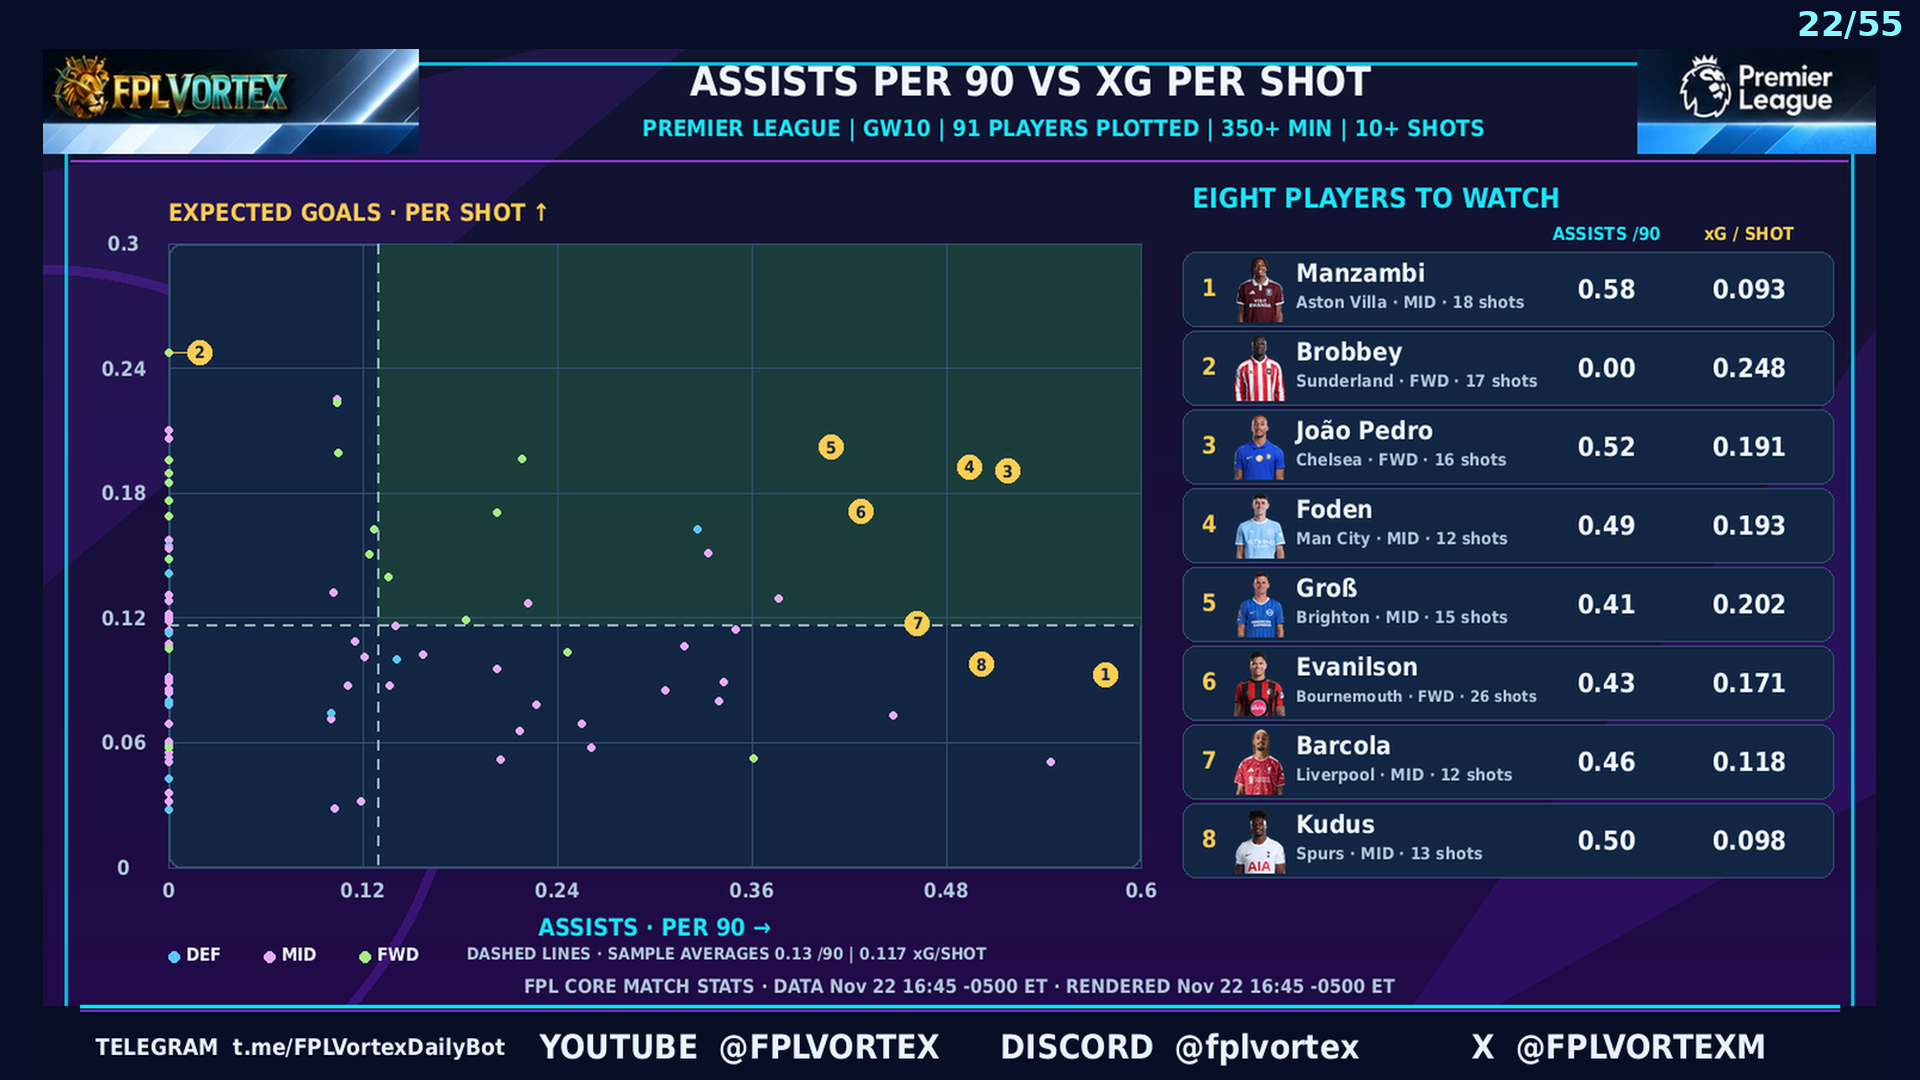 22/55
FPLVORTEX
ASSISTS PER 90 VS XG PER SHOT
Premier League
PREMIER LEAGUE | GW10 | 91 PLAYERS PLOTTED | 350+ MIN | 10+ SHOTS
EXPECTED GOALS · PER SHOT ↑
0.3
0.24
0.18
0.12
0.06
0
2
5
4
3
6
7
8
1
0
0.12
0.24
0.36
0.48
0.6
ASSISTS · PER 90 →
DEF
MID
FWD
DASHED LINES · SAMPLE AVERAGES 0.13 /90 | 0.117 xG/SHOT
EIGHT PLAYERS TO WATCH
ASSISTS /90 xG / SHOT
1 Manzambi 0.58 0.093
Aston Villa · MID · 18 shots
2 Brobbey 0.00 0.248
Sunderland · FWD · 17 shots
3 João Pedro 0.52 0.191
Chelsea · FWD · 16 shots
4 Foden 0.49 0.193
Man City · MID · 12 shots
5 Groß 0.41 0.202
Brighton · MID · 15 shots
6 Evanilson 0.43 0.171
Bournemouth · FWD · 26 shots
7 Barcola 0.46 0.118
Liverpool · MID · 12 shots
8 Kudus 0.50 0.098
Spurs · MID · 13 shots
AIA
FPL CORE MATCH STATS · DATA Nov 22 16:45 -0500 ET · RENDERED Nov 22 16:45 -0500 ET
TELEGRAM t.me/FPLVortexDailyBot YOUTUBE @FPLVORTEX DISCORD @fplvortex X @FPLVORTEXM